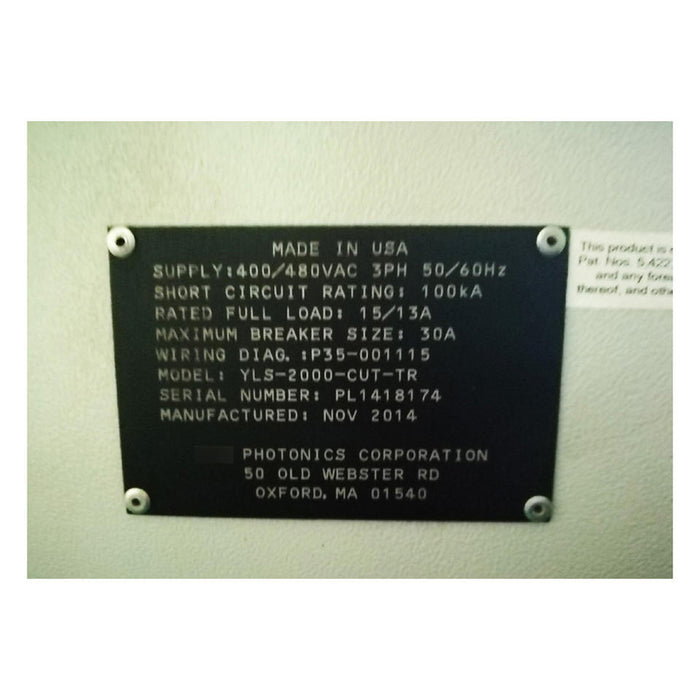 MADE IN USA
SUPPLY:400/480VAC 3PH 50/60Hz
SHORT CIRCUIT RATING: 100kA
RATED FULL LOAD: 15/13A
MAXIMUM BREAKER SIZE: 30A
WIRING DIAG.:P35-001115
MODEL: YLS-2000-CUT-TR
SERIAL NUMBER: PL1418174
MANUFACTURED: NOV 2014
PHOTONICS CORPORATION
50 OLD WEBSTER RD
OXFORD, MA 01540
This product is
Pat. Nos. 5,422
and any
thereof, and